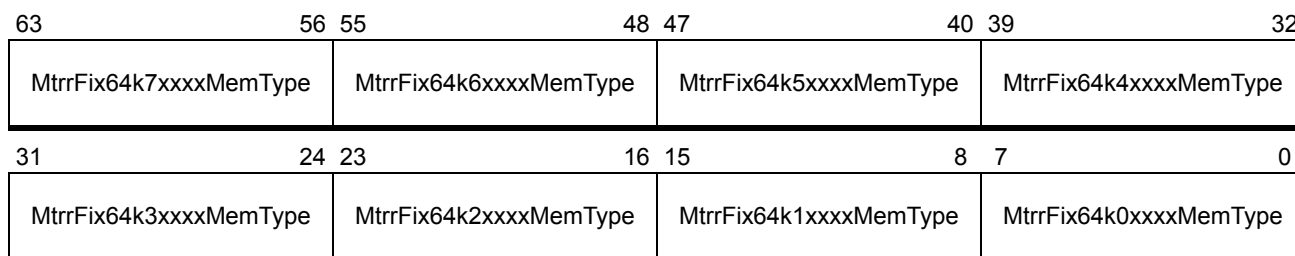 63 56 55 48 47 40 39 32
MtrrFix64k7xxxxMemType MtrrFix64k6xxxxMemType MtrrFix64k5xxxxMemType MtrrFix64k4xxxxMemType
31 24 23 16 15 8 7 0
MtrrFix64k3xxxxMemType MtrrFix64k2xxxxMemType MtrrFix64k1xxxxMemType MtrrFix64k0xxxxMemType